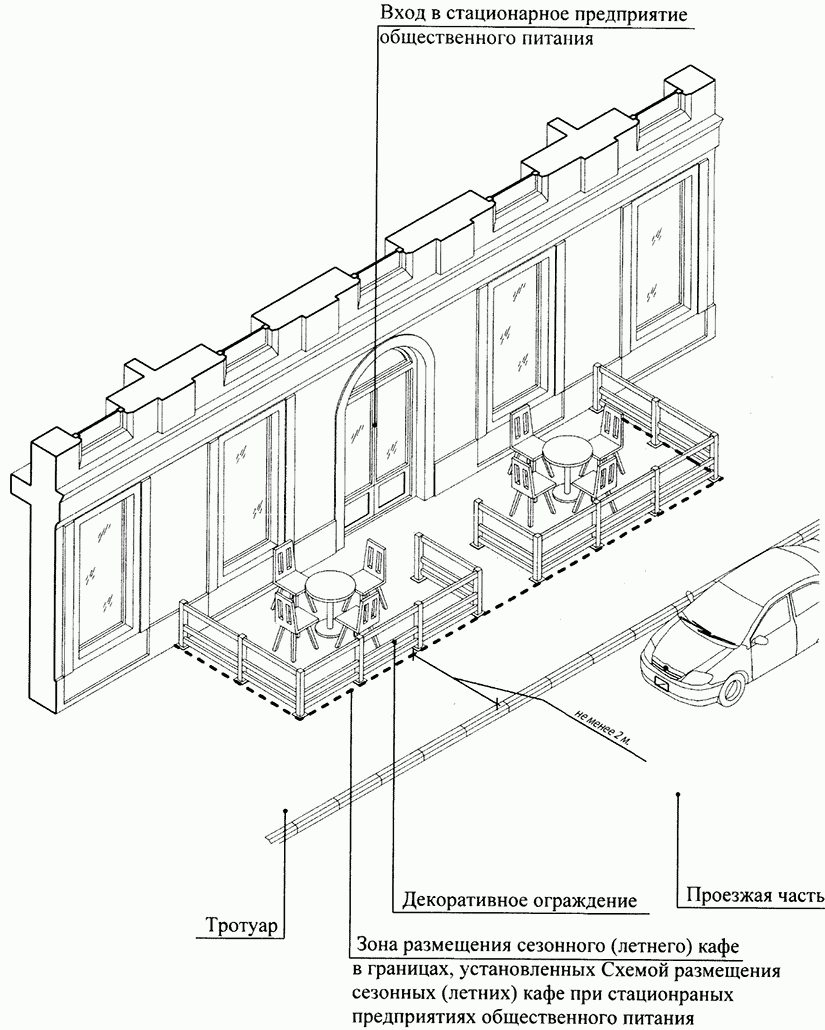 Вход в стационарное предприятие
общественного питания
не менее 2 м.
Декоративное ограждение
Проезжая часть
Тротуар
Зона размещения сезонного (летнего) кафе
в границах, установленных Схемой размещения
сезонных (летних) кафе при стационраных
предприятиях общественного питания